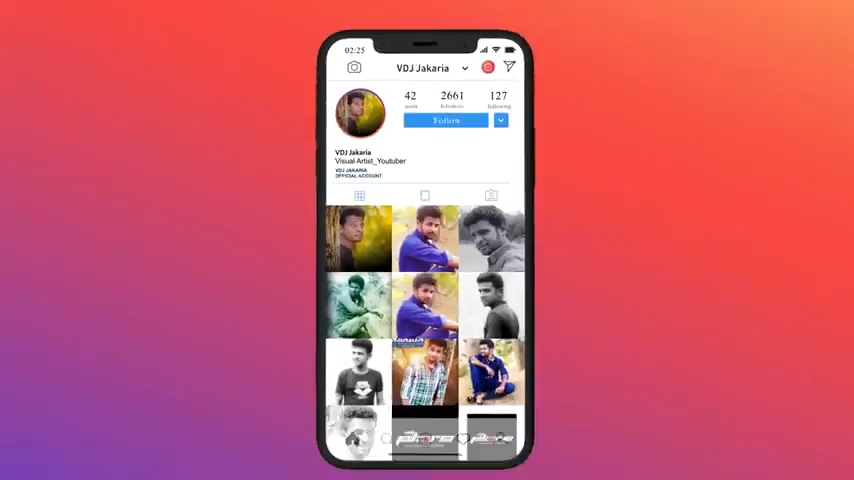 02:25
VDJ Jakaria
42 2661 127
posts followers following
Follow
VDJ Jakaria
Visual Artist_Youtuber
VDJ JAKARIA
OFFICIAL ACCOUNT